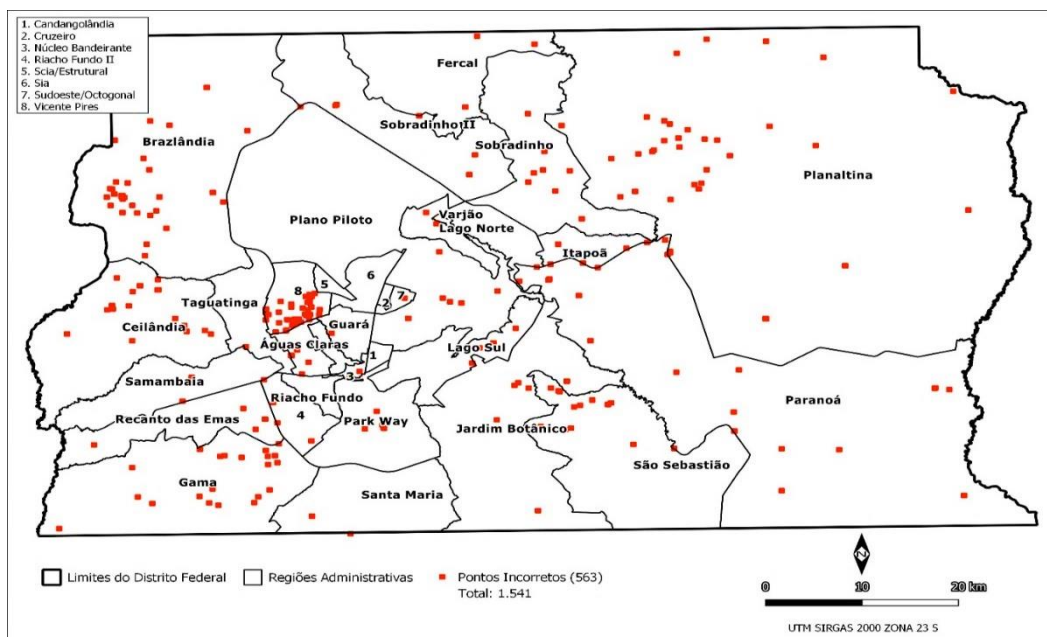 1. Candangolândia
2. Cruzeiro
3. Núcleo Bandeirante
4. Riacho Fundo II
5. Scia/Estrutural
6. Sia
7. Sudoeste/Octogonal
8. Vicente Pires
Fercal
Sobradinho II
Sobradinho
Brazlândia
Planaltina
Plano Piloto
Varjão
Lago Norte
Itapoã
6
5
8
2
7
Taguatinga
Guará
Ceilândia
Águas Claras
1
Lago Sul
3
Samambaia
Riacho Fundo
Paranoá
Recanto das Emas
4
Park Way
Jardim Botânico
São Sebastião
Gama
Santa Maria
Limites do Distrito Federal
Regiões Administrativas
Pontos Incorretos (563)
Total: 1.541
N
0 10 20 km
UTM SIRGAS 2000 ZONA 23 S